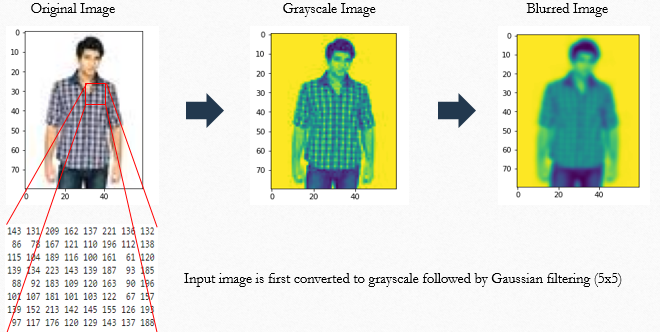 Original Image
Grayscale Image
Blurred Image
0
10
20
30
40
50
60
70
0
20
40
0
10
20
30
40
50
60
70
0
20
40
0
10
20
30
40
50
60
70
0
20
40
143 131 209 162 137 221 136 132
86 78 167 121 110 196 112 138
115 104 189 116 100 161 61 120
139 134 223 143 139 187 93 185
88 92 183 109 120 163 90 196
101 107 181 101 103 122 67 157
139 152 213 142 145 155 126 193
97 117 176 120 129 143 137 188
Input image is first converted to grayscale followed by Gaussian filtering (5x5)